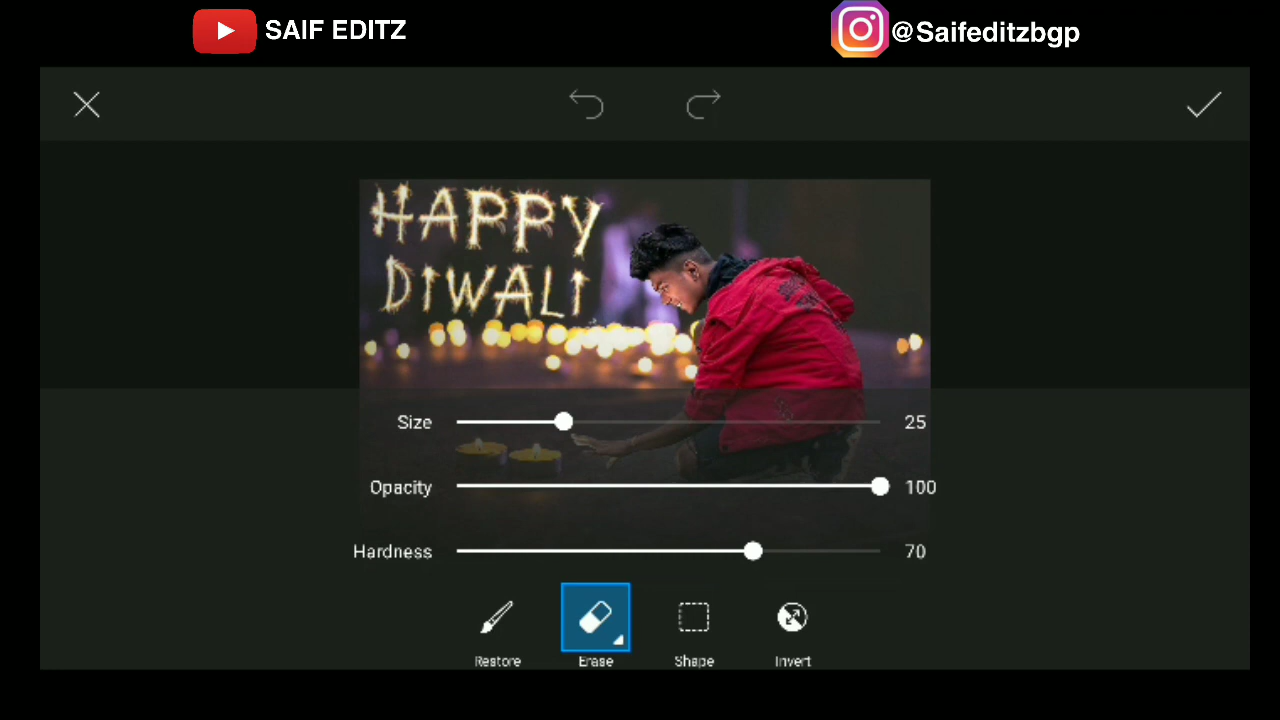 SAIF EDITZ
@Saifeditzbgp
HAPPY
DIWALI
Size 25
Opacity 100
Hardness 70
Restore Erase Shape Invert